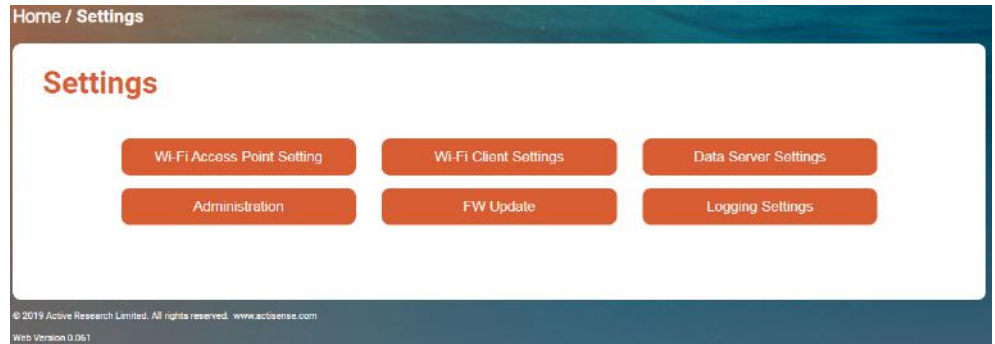 Home / Settings
Settings
Wi-Fi Access Point Setting Wi-Fi Client Settings Data Server Settings
Administration FW Update Logging Settings
© 2019 Active Research Limited. All rights reserved. www.actisense.com
Web Version 0.061